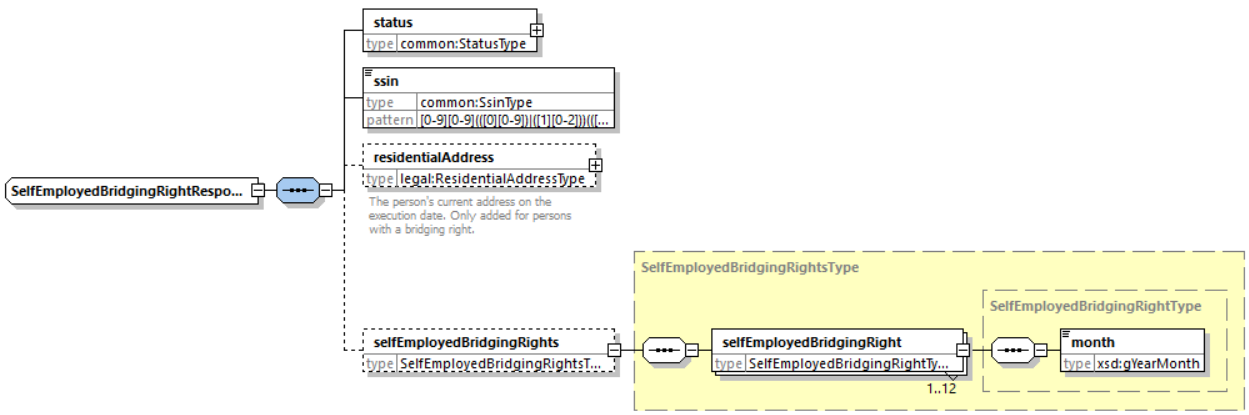 status
type common:StatusType
ssin
type common:SsinType
pattern [0-9][0-9](([0][0-9])|([1][0-2]))(([...
residentialAddress
type legal:ResidentialAddressType
The person's current address on the
execution date. Only added for persons
with a bridging right.
SelfEmployedBridgingRightRespo...
SelfEmployedBridgingRightsType
SelfEmployedBridgingRightType
selfEmployedBridgingRights
type SelfEmployedBridgingRightsT...
selfEmployedBridgingRight
type SelfEmployedBridgingRightTy...
1..12
month
type xsd:gYearMonth